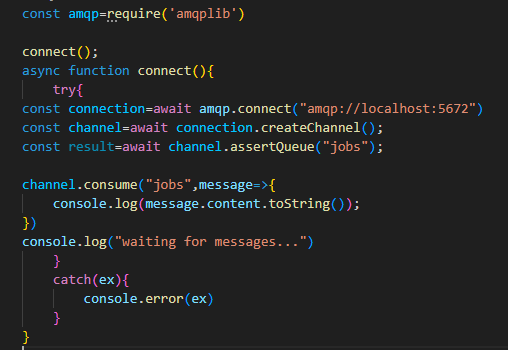 const amqp=require('amqplib')

connect();
async function connect(){
    try{
const connection=await amqp.connect("amqp://localhost:5672")
const channel=await connection.createChannel();
const result=await channel.assertQueue("jobs");

channel.consume("jobs",message=>{
    console.log(message.content.toString());
})
console.log("waiting for messages...")
    }
    catch(ex){
        console.error(ex)
    }
}